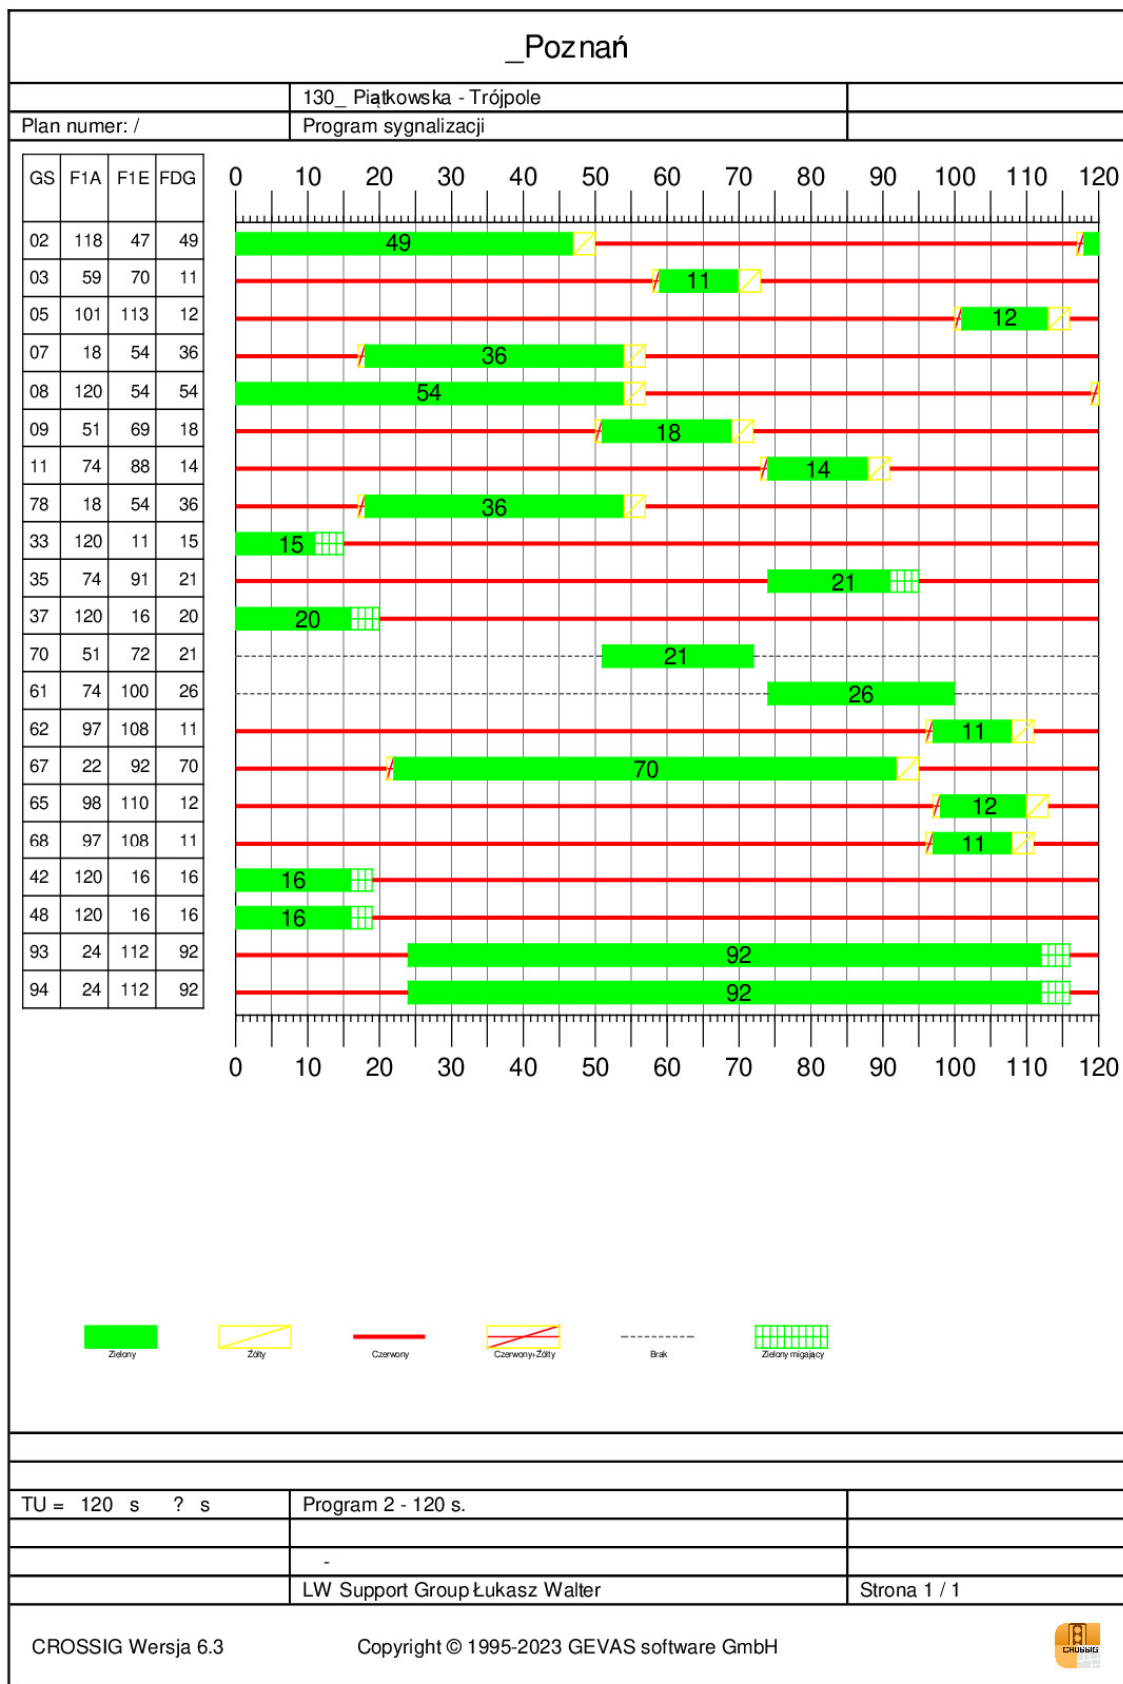 _Poznań
130_ Piątkowska - Trójpole
Plan numer: / Program sygnalizacji
GS F1A F1E FDG 0 10 20 30 40 50 60 70 80 90 100 110 120
02 118 47 49 49
03 59 70 11 11
05 101 113 12 12
07 18 54 36 36
08 120 54 54 54
09 51 69 18 18
11 74 88 14 14
78 18 54 36 36
33 120 11 15 15
35 74 91 21 21
37 120 16 20 20
70 51 72 21 21
61 74 100 26 26
62 97 108 11 11
67 22 92 70 70
65 98 110 12 12
68 97 108 11 11
42 120 16 16 16
48 120 16 16 16
93 24 112 92 92
94 24 112 92 92
0 10 20 30 40 50 60 70 80 90 100 110 120
Zielony Żółty Czerwony Czerwony+Żółty Brak Zielony migający
TU = 120 s ? s Program 2 - 120 s.
-
LW Support Group Łukasz Walter Strona 1 / 1
CROSSIG Wersja 6.3 Copyright © 1995-2023 GEVAS software GmbH CROSSIG